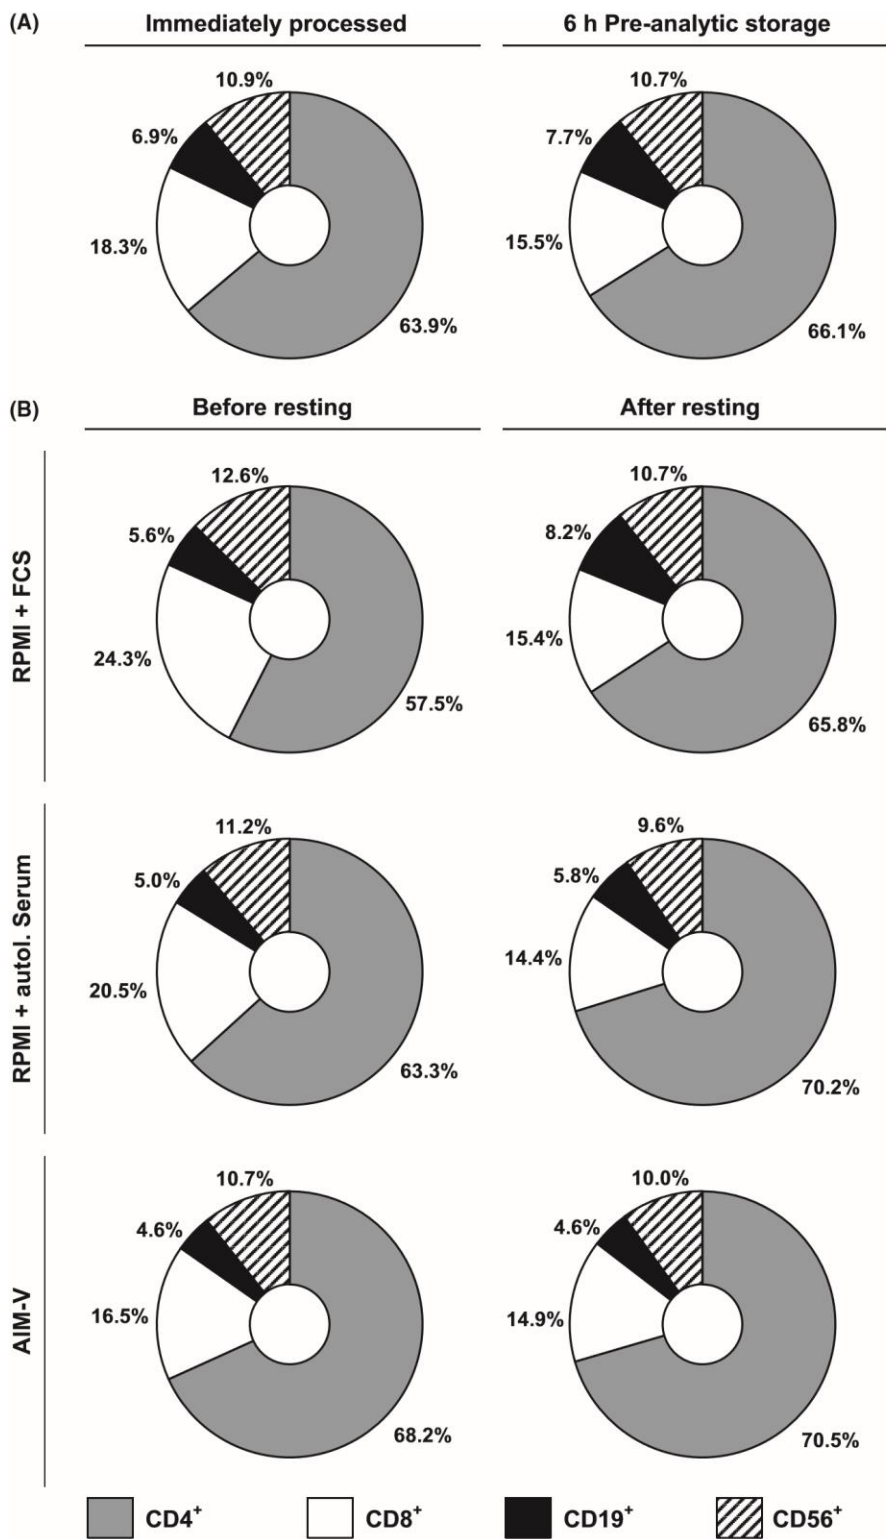 (A)
Immediately processed
6 h Pre-analytic storage
10.9%
6.9%
18.3%
63.9%
10.7%
7.7%
15.5%
66.1%
(B)
Before resting
After resting
RPMI + FCS
12.6%
5.6%
24.3%
57.5%
10.7%
8.2%
15.4%
65.8%
RPMI + autol. Serum
11.2%
5.0%
20.5%
63.3%
9.6%
5.8%
14.4%
70.2%
AIM-V
10.7%
4.6%
16.5%
68.2%
10.0%
4.6%
14.9%
70.5%
CD4⁺
CD8⁺
CD19⁺
CD56⁺